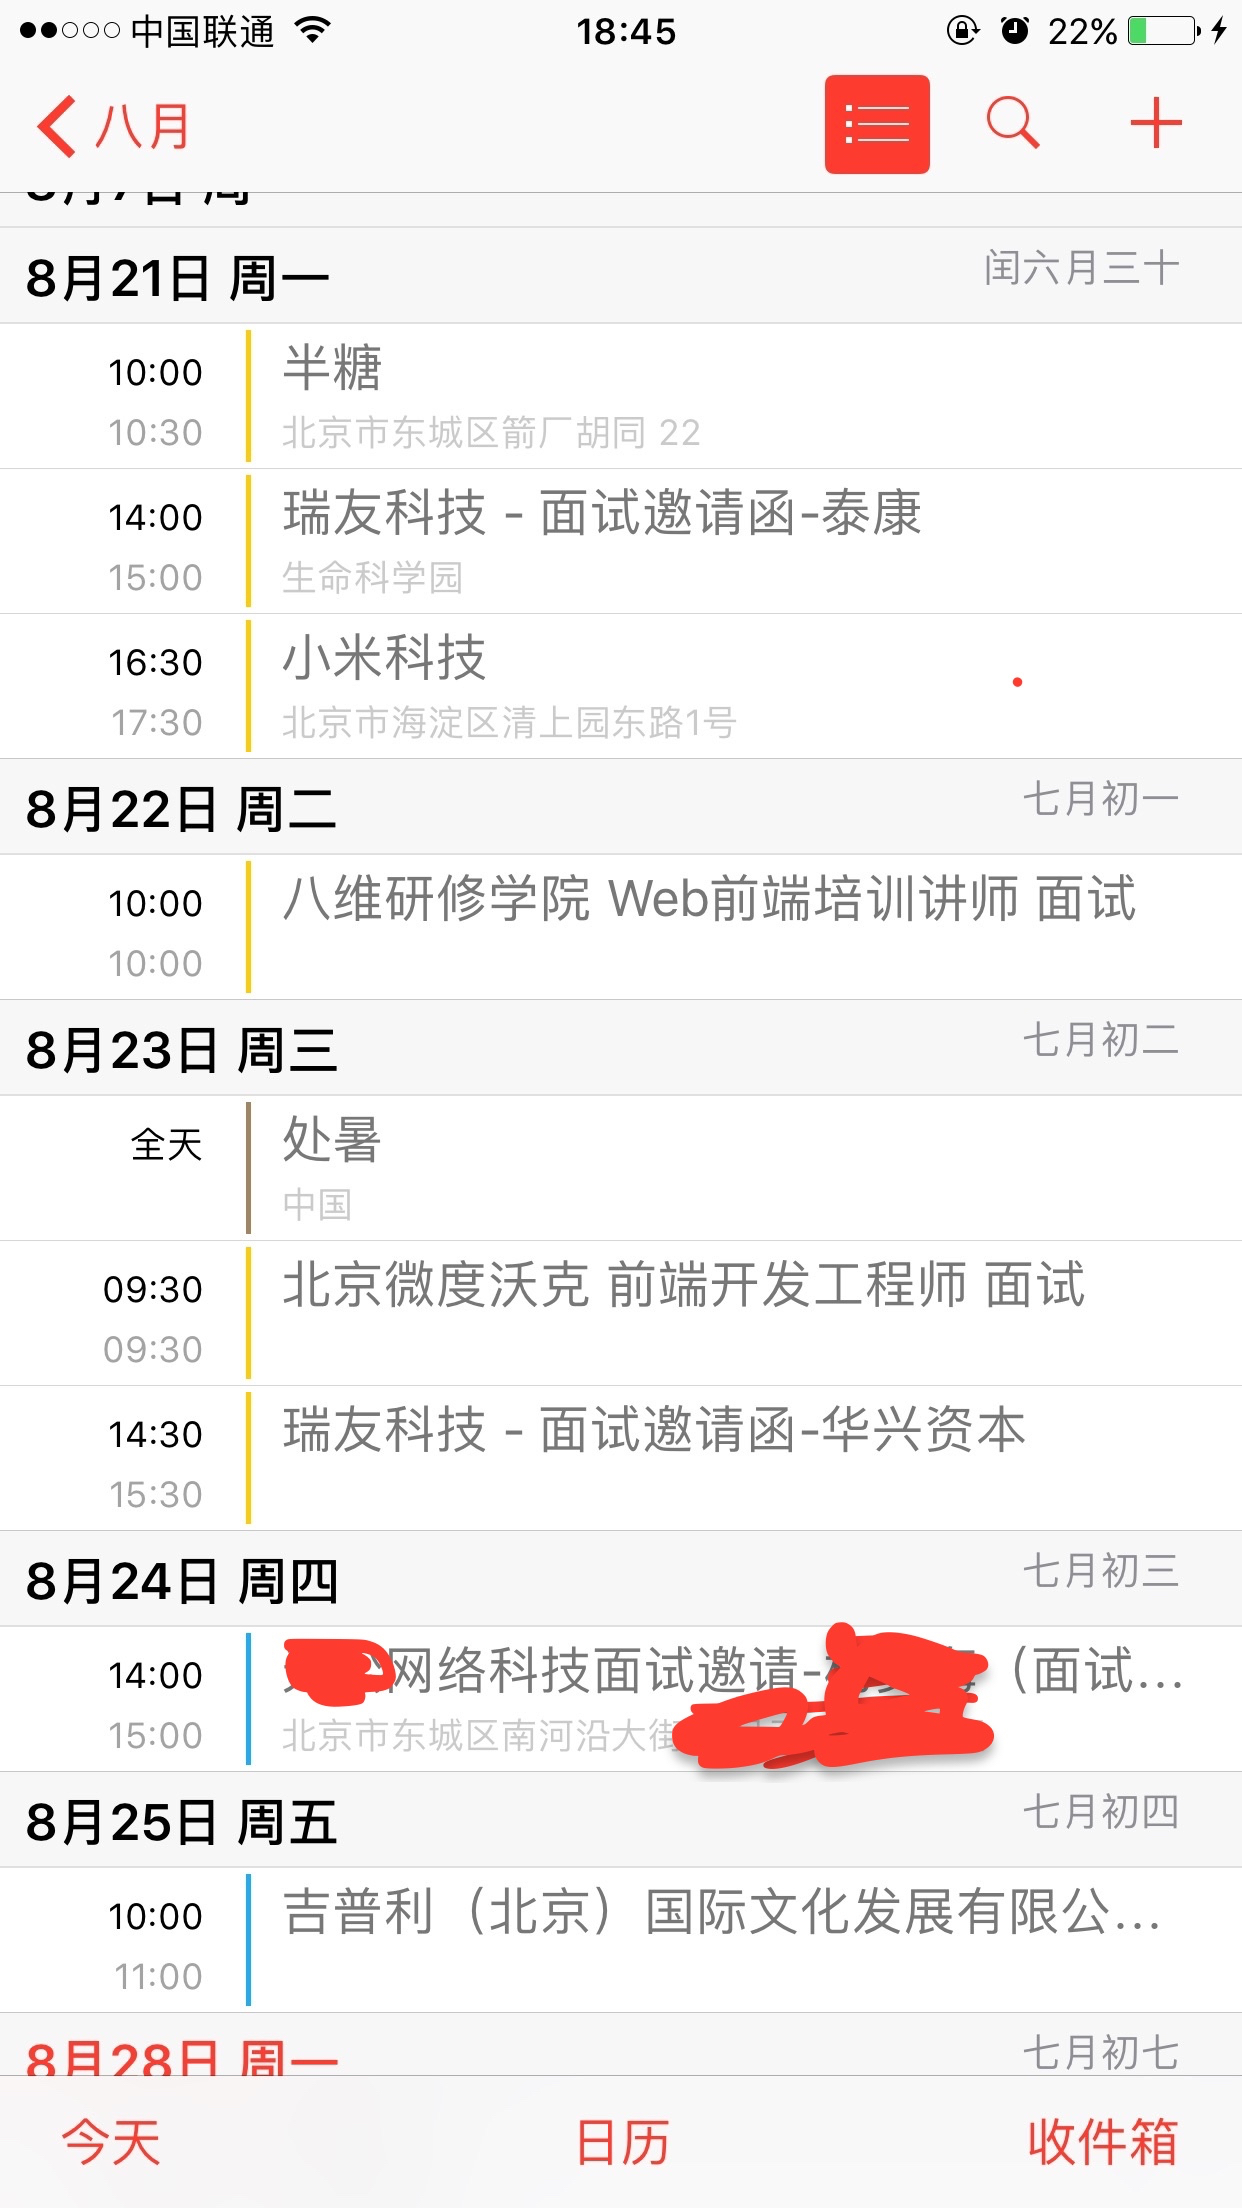 中国联通 18:45 22%
八月
8月21日 周一 闰六月三十
10:00 半糖
10:30 北京市东城区箭厂胡同 22
14:00 瑞友科技 - 面试邀请函-泰康
15:00 生命科学园
16:30 小米科技
17:30 北京市海淀区清上园东路1号
8月22日 周二 七月初一
10:00 八维研修学院 Web前端培训讲师 面试
10:00
8月23日 周三 七月初二
全天 处暑
中国
09:30 北京微度沃克 前端开发工程师 面试
09:30
14:30 瑞友科技 - 面试邀请函-华兴资本
15:30
8月24日 周四 七月初三
14:00 网络科技面试邀请- （面试...
15:00 北京市东城区南河沿大街
8月25日 周五 七月初四
10:00 吉普利（北京）国际文化发展有限公...
11:00
8月28日 周一 七月初七
今天 日历 收件箱